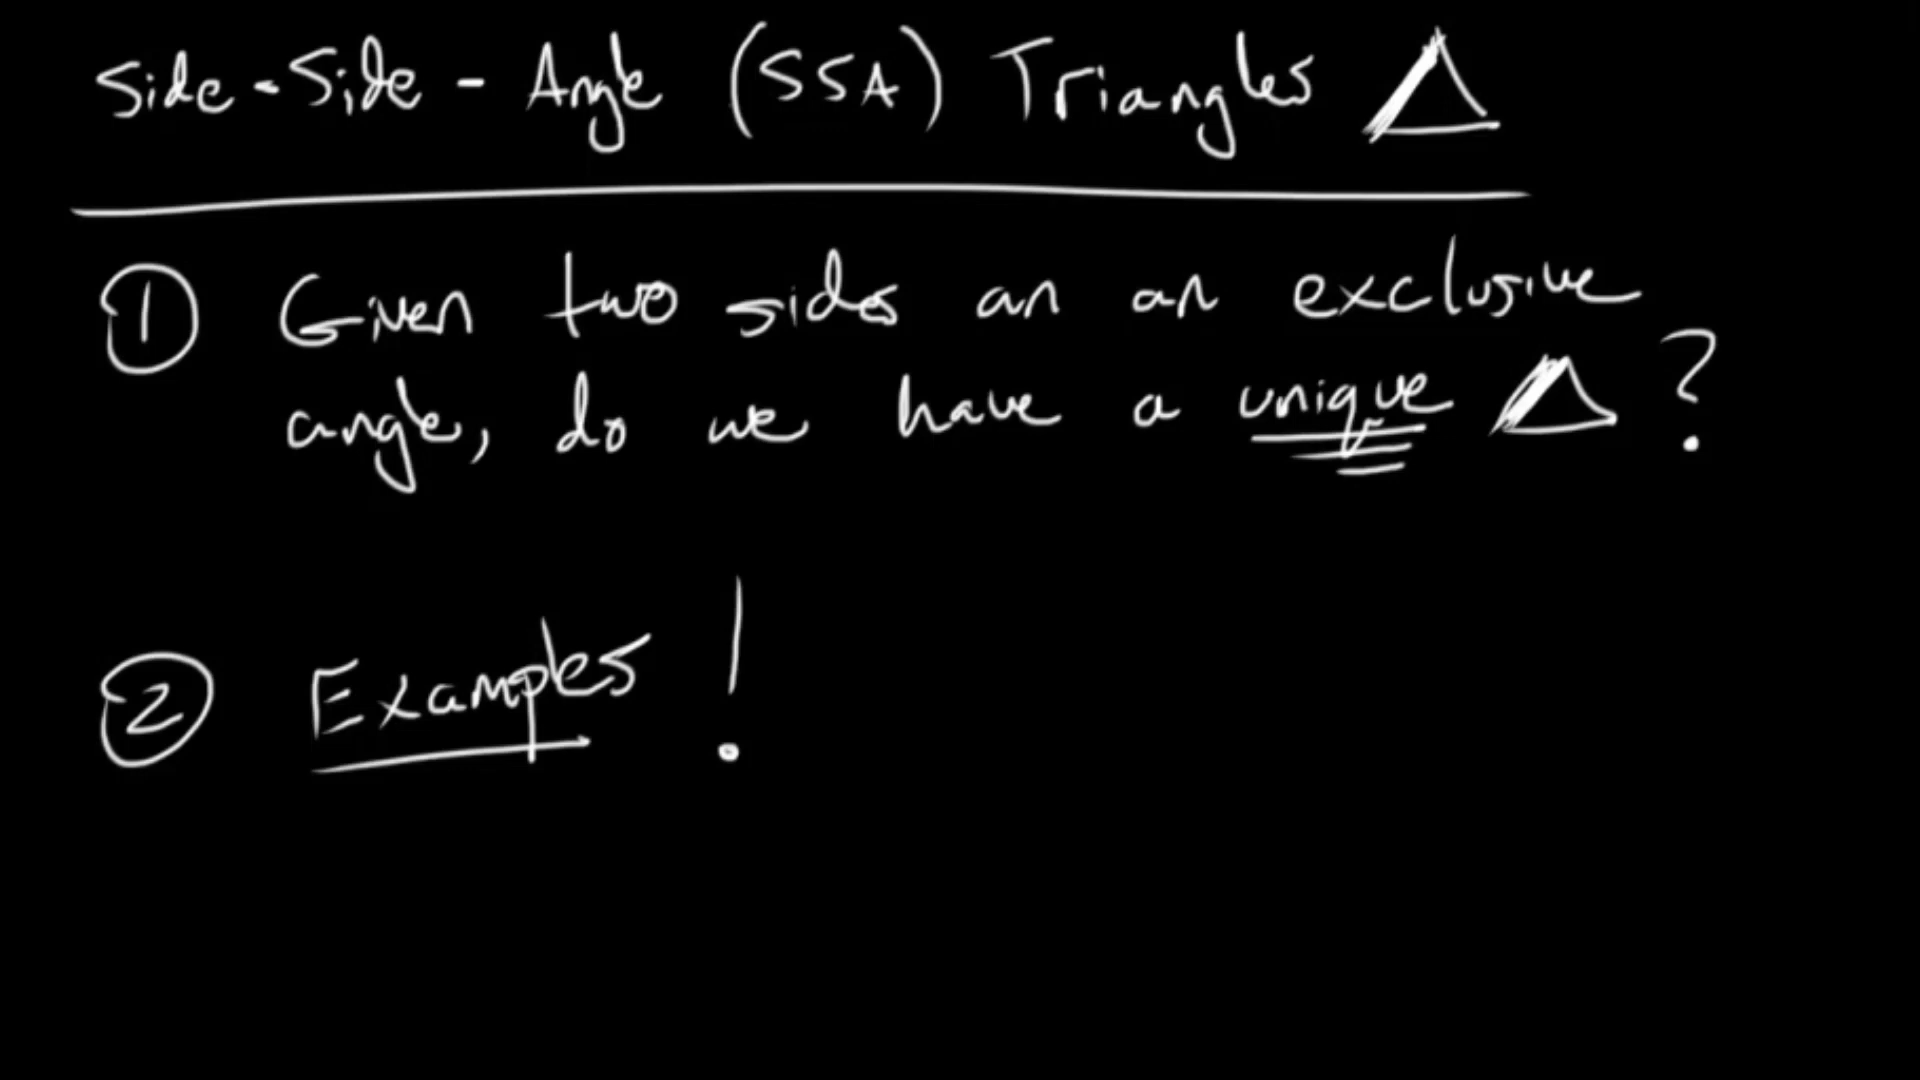 Side-Side-Angle (SSA) Triangles
① Given two sides an an exclusive
angle, do we have a unique △?
② Examples!